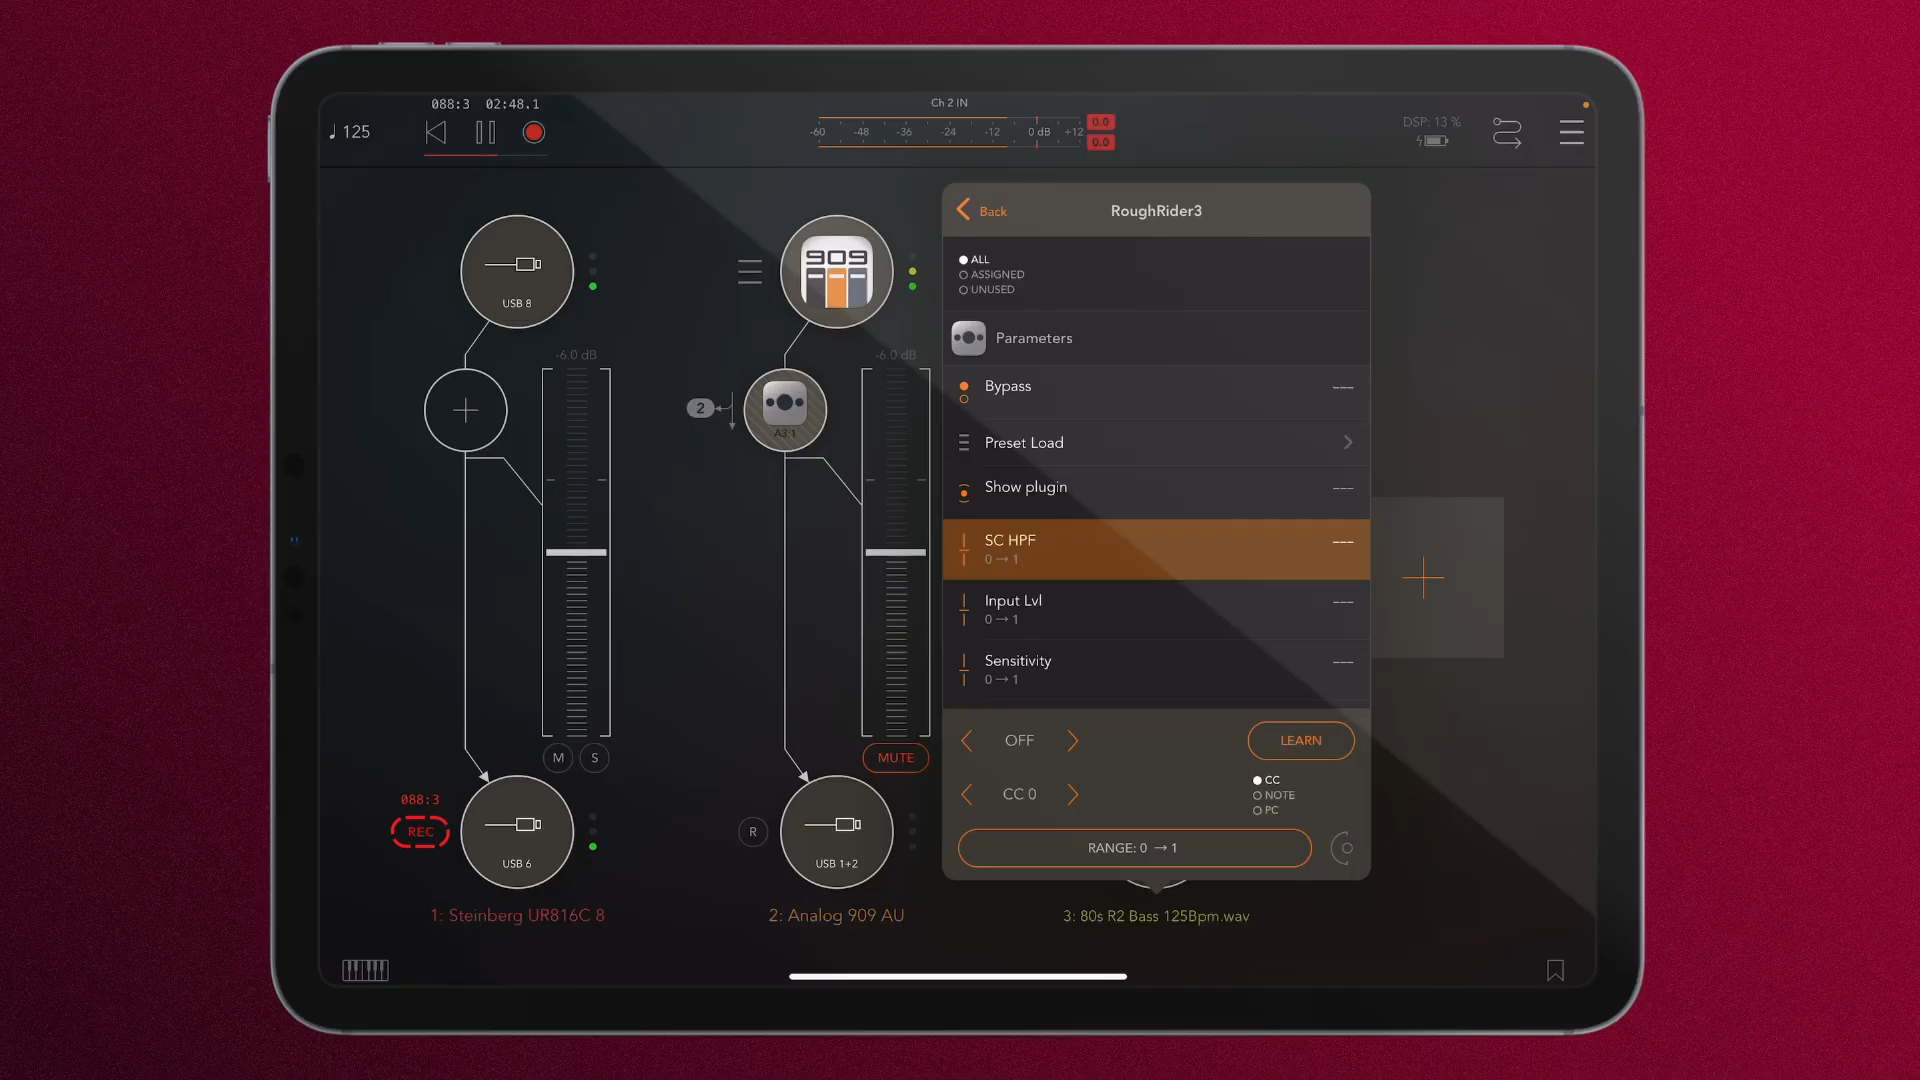 088:3 02:48.1
125
Ch 2 IN
-60 -48 -36 -24 -12 0 dB +12
0.0
0.0
DSP: 13 %
USB 8
909
-6.0 dB
-6.0 dB
2
A3:1
M S
MUTE
088:3
REC
USB 6
R
USB 1+2
1: Steinberg UR816C 8
2: Analog 909 AU
3: 80s R2 Bass 125Bpm.wav
Back
RoughRider3
ALL
ASSIGNED
UNUSED
Parameters
Bypass ---
Preset Load
Show plugin ---
SC HPF ---
0 → 1
Input Lvl ---
0 → 1
Sensitivity ---
0 → 1
OFF
LEARN
CC 0
CC
NOTE
PC
RANGE: 0 → 1